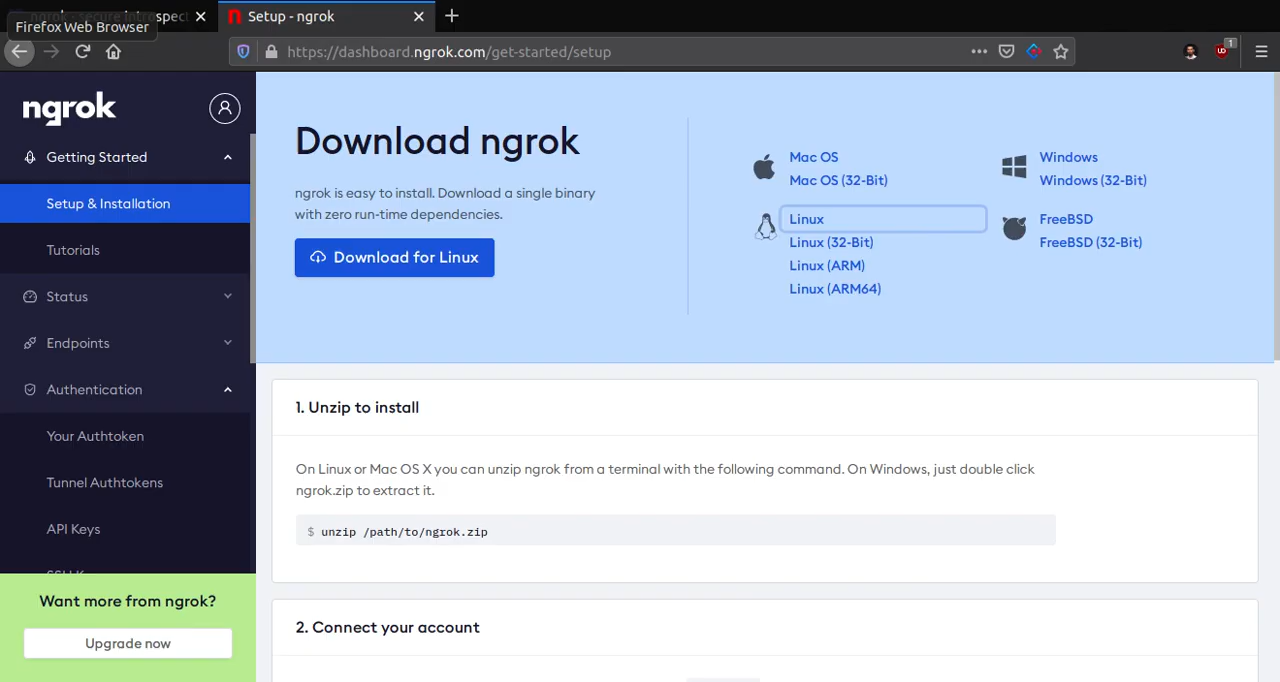 ngrok - secure introspect
Setup - ngrok
Firefox Web Browser
https://dashboard.ngrok.com/get-started/setup
1
ngrok
Getting Started
Setup & Installation
Tutorials
Status
Endpoints
Authentication
Your Authtoken
Tunnel Authtokens
API Keys
Want more from ngrok?
Upgrade now
Download ngrok
ngrok is easy to install. Download a single binary
with zero run-time dependencies.
Download for Linux
Mac OS
Mac OS (32-Bit)
Linux
Linux (32-Bit)
Linux (ARM)
Linux (ARM64)
Windows
Windows (32-Bit)
FreeBSD
FreeBSD (32-Bit)
1. Unzip to install
On Linux or Mac OS X you can unzip ngrok from a terminal with the following command. On Windows, just double click
ngrok.zip to extract it.
$ unzip /path/to/ngrok.zip
2. Connect your account